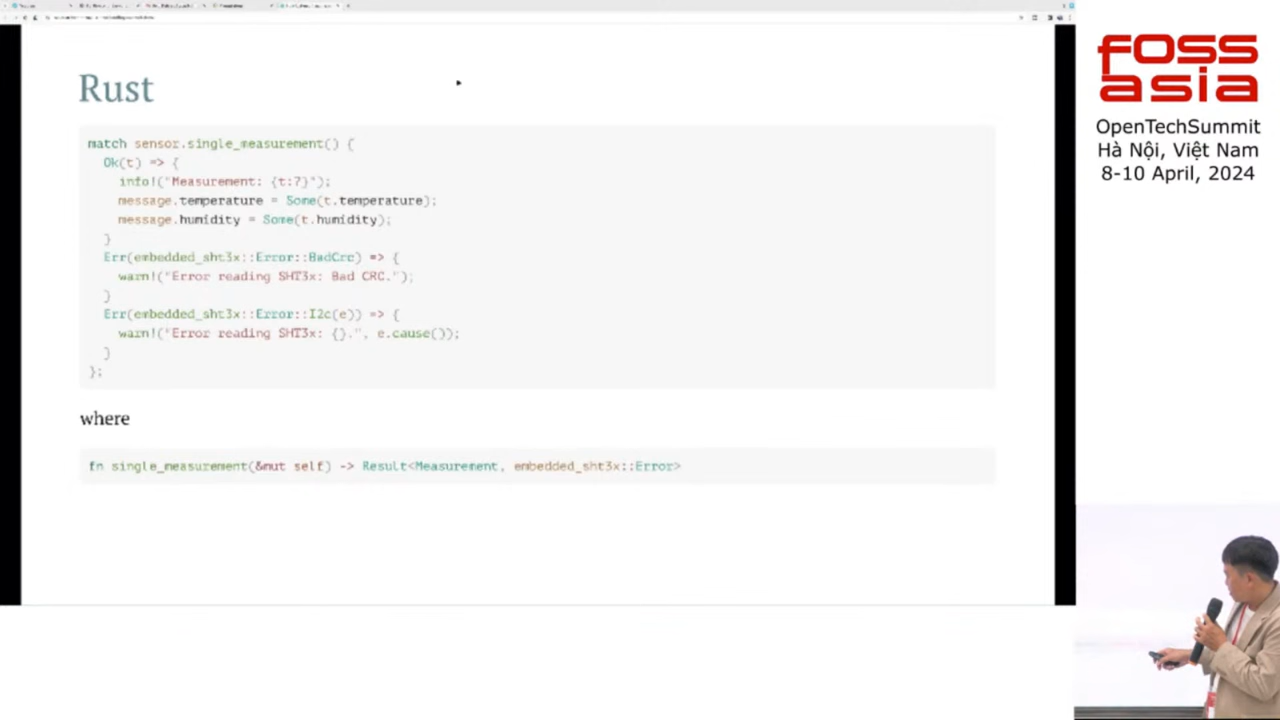 Rust
match sensor.single_measurement() {
Ok(t) => {
info!("Measurement: {t:?}");
message.temperature = Some(t.temperature);
message.humidity = Some(t.humidity);
}
Err(embedded_sht3x::Error::BadCrc) => {
warn!("Error reading SHT3x: Bad CRC.");
}
Err(embedded_sht3x::Error::I2c(e)) => {
warn!("Error reading SHT3x: {}.", e.cause());
}
};
where
fn single_measurement(&mut self) -> Result<Measurement, embedded_sht3x::Error>
FOSS
asia
OpenTechSummit
Hà Nội, Việt Nam
8-10 April, 2024